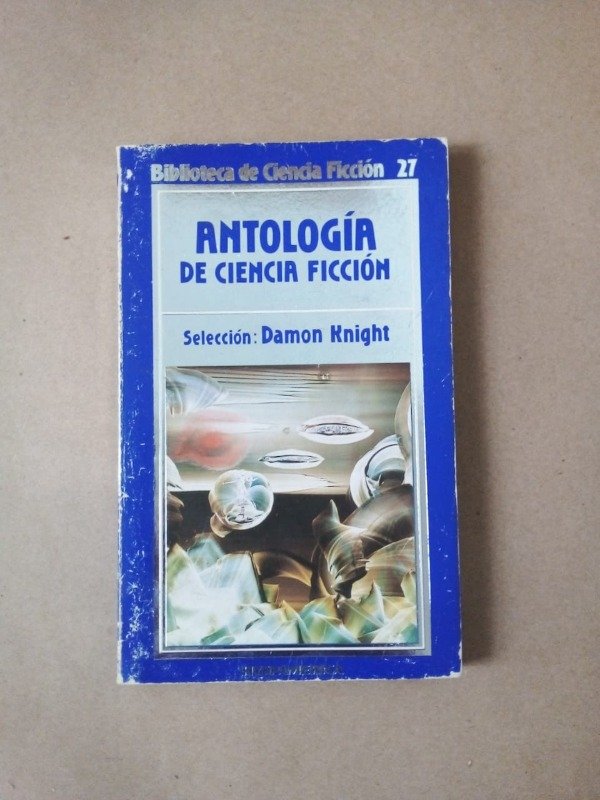 Biblioteca de Ciencia Ficción 27
ANTOLOGÍA
DE CIENCIA FICCIÓN
Selección: Damon Knight